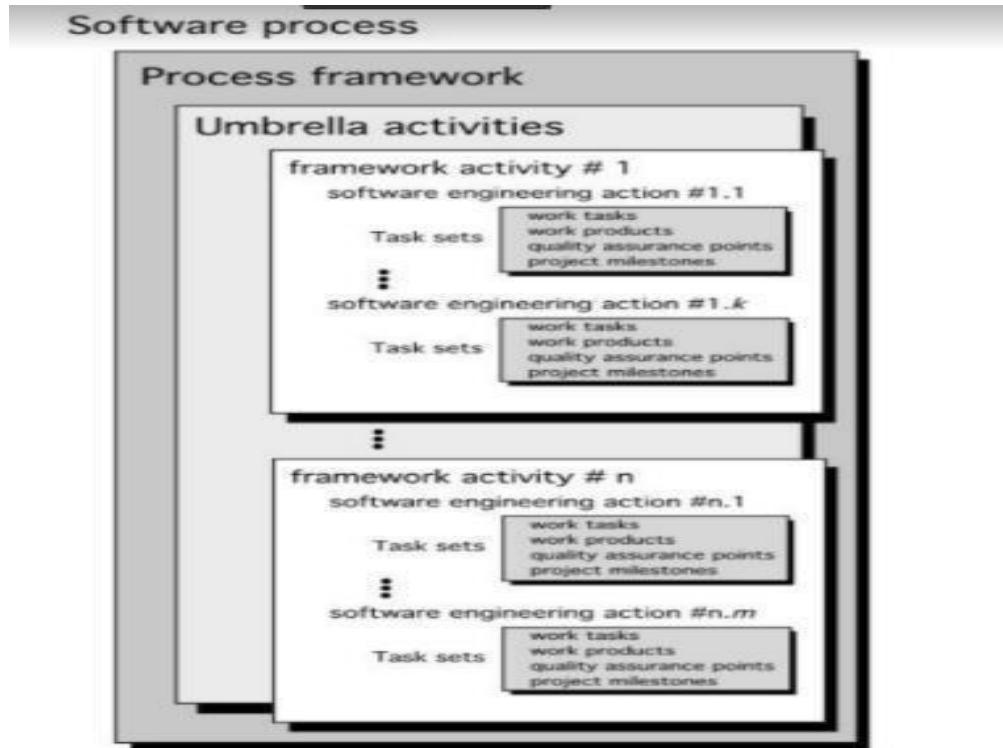 Software process
Process framework
Umbrella activities
framework activity # 1
software engineering action #1.1
Task sets
work tasks
work products
quality assurance points
project milestones
software engineering action #1.k
Task sets
work tasks
work products
quality assurance points
project milestones
framework activity # n
software engineering action #n.1
Task sets
work tasks
work products
quality assurance points
project milestones
software engineering action #n.m
Task sets
work tasks
work products
quality assurance points
project milestones